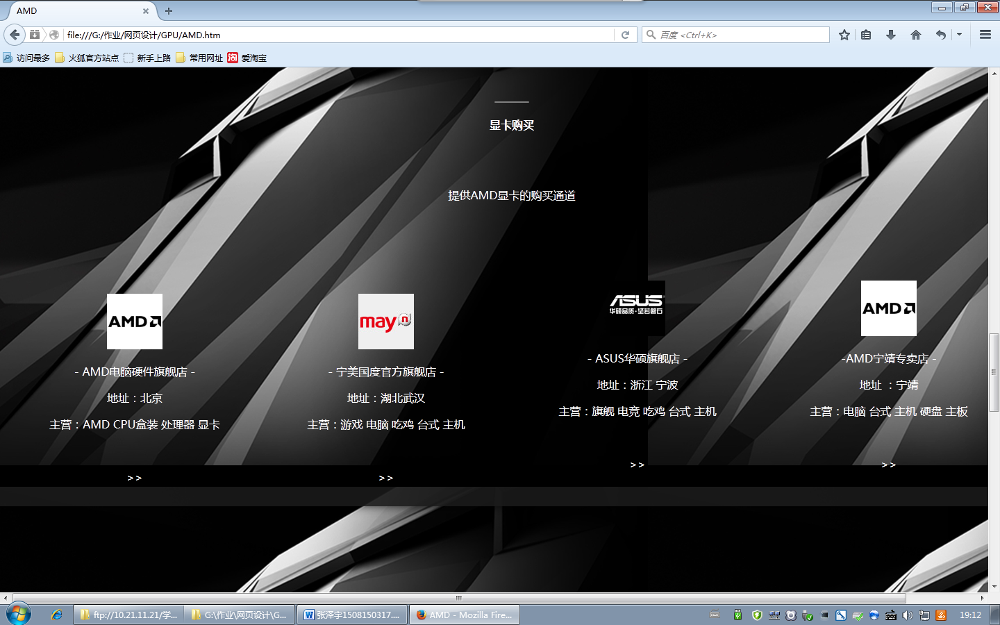 AMD
file:///G:/作业/网页设计/GPU/AMD.htm
百度 <Ctrl+K>
访问最多 火狐官方站点 新手上路 常用网址 淘 爱淘宝
显卡购买
提供AMD显卡的购买通道
AMD
may n
ASUS
华硕品质·坚若磐石
AMD
- AMD电脑硬件旗舰店 -
地址：北京
主营：AMD CPU盒装 处理器 显卡
>>
- 宁美国度官方旗舰店 -
地址：湖北武汉
主营：游戏 电脑 吃鸡 台式 主机
>>
- ASUS华硕旗舰店 -
地址：浙江 宁波
主营：旗舰 电竞 吃鸡 台式 主机
>>
-AMD宁靖专卖店 -
地址 ：宁靖
主营：电脑 台式 主机 硬盘 主板
>>
ftp://10.21.11.21/学...
G:\作业\网页设计\G...
张泽宇1508150317....
AMD - Mozilla Fire...
19:12